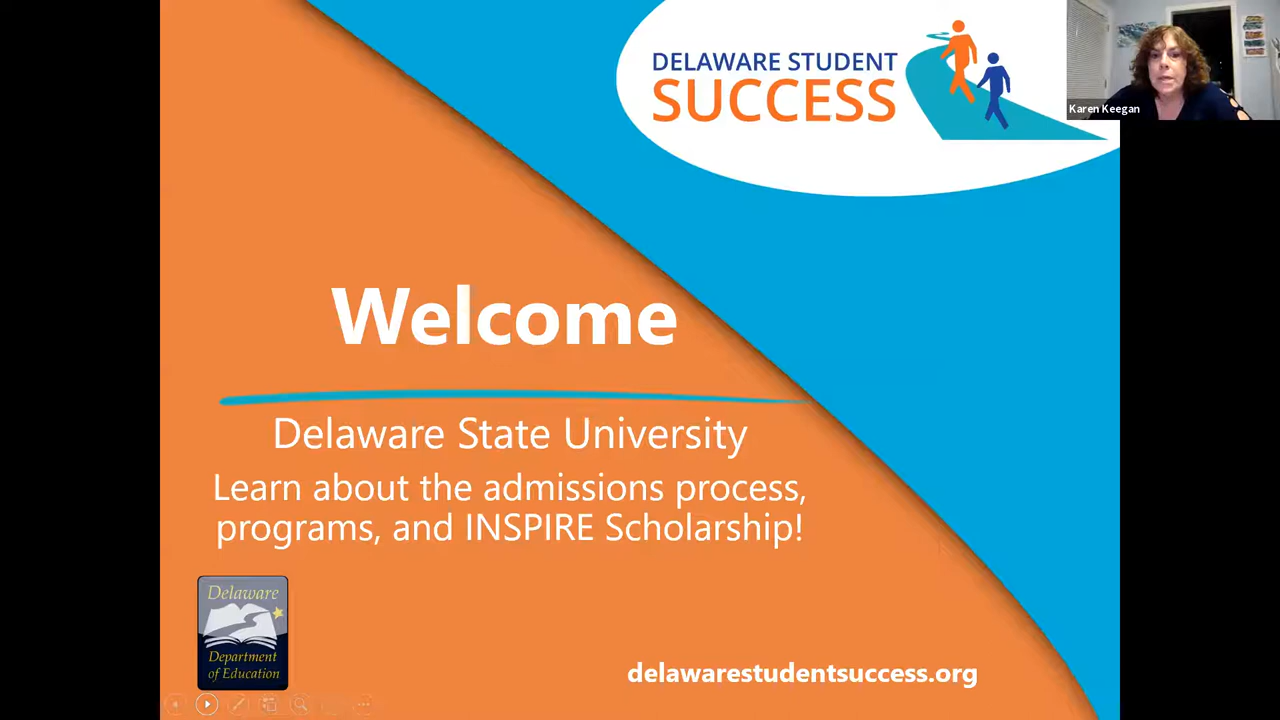 DELAWARE STUDENT
SUCCESS
Karen Keegan
Welcome
Delaware State University
Learn about the admissions process,
programs, and INSPIRE Scholarship!
Delaware
Department
of Education
delawarestudentsuccess.org